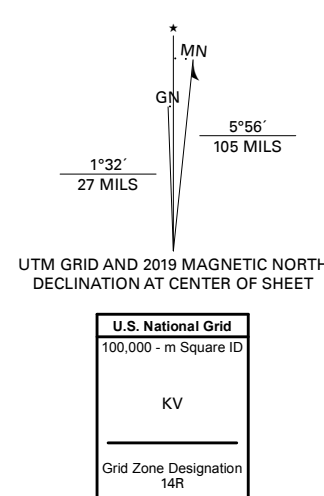 ★
MN
GN
5°56´
105 MILS
1°32´
27 MILS
UTM GRID AND 2019 MAGNETIC NORTH
DECLINATION AT CENTER OF SHEET
U.S. National Grid
100,000 - m Square ID
KV
Grid Zone Designation
14R